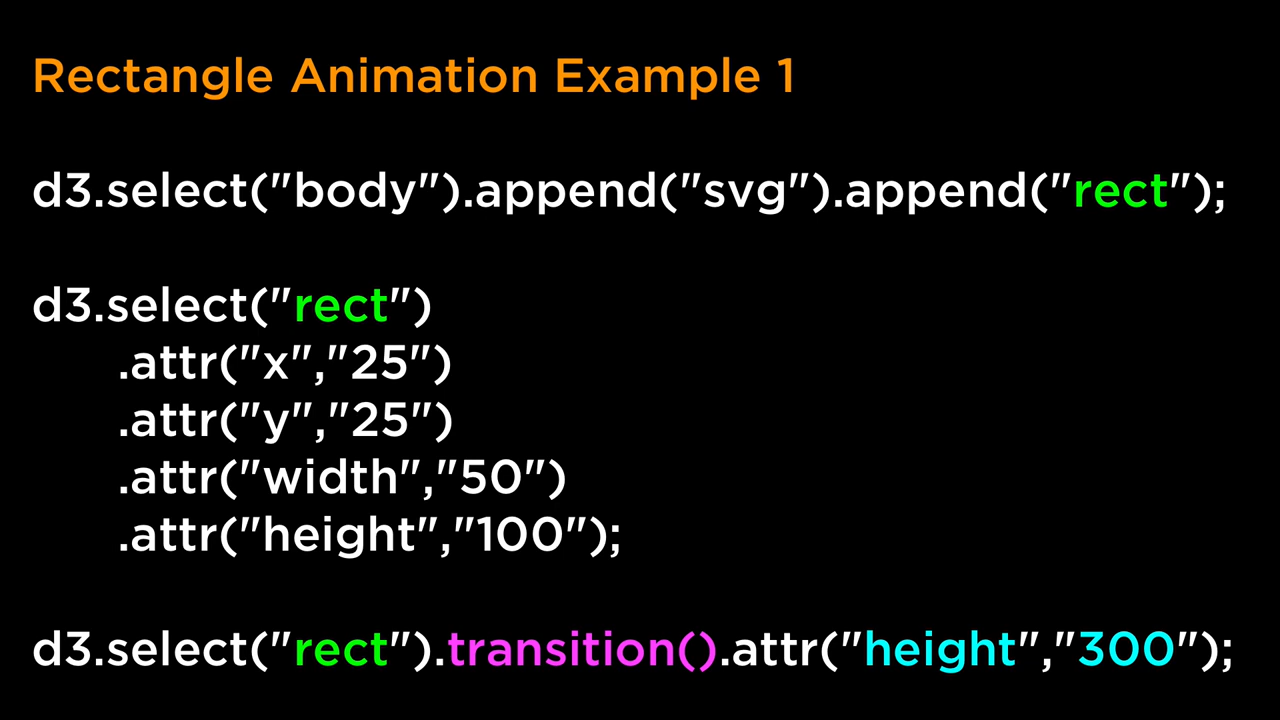 Rectangle Animation Example 1
d3.select("body").append("svg").append("rect");
d3.select("rect")
.attr("x","25")
.attr("y","25")
.attr("width","50")
.attr("height","100");
d3.select("rect").transition().attr("height","300");